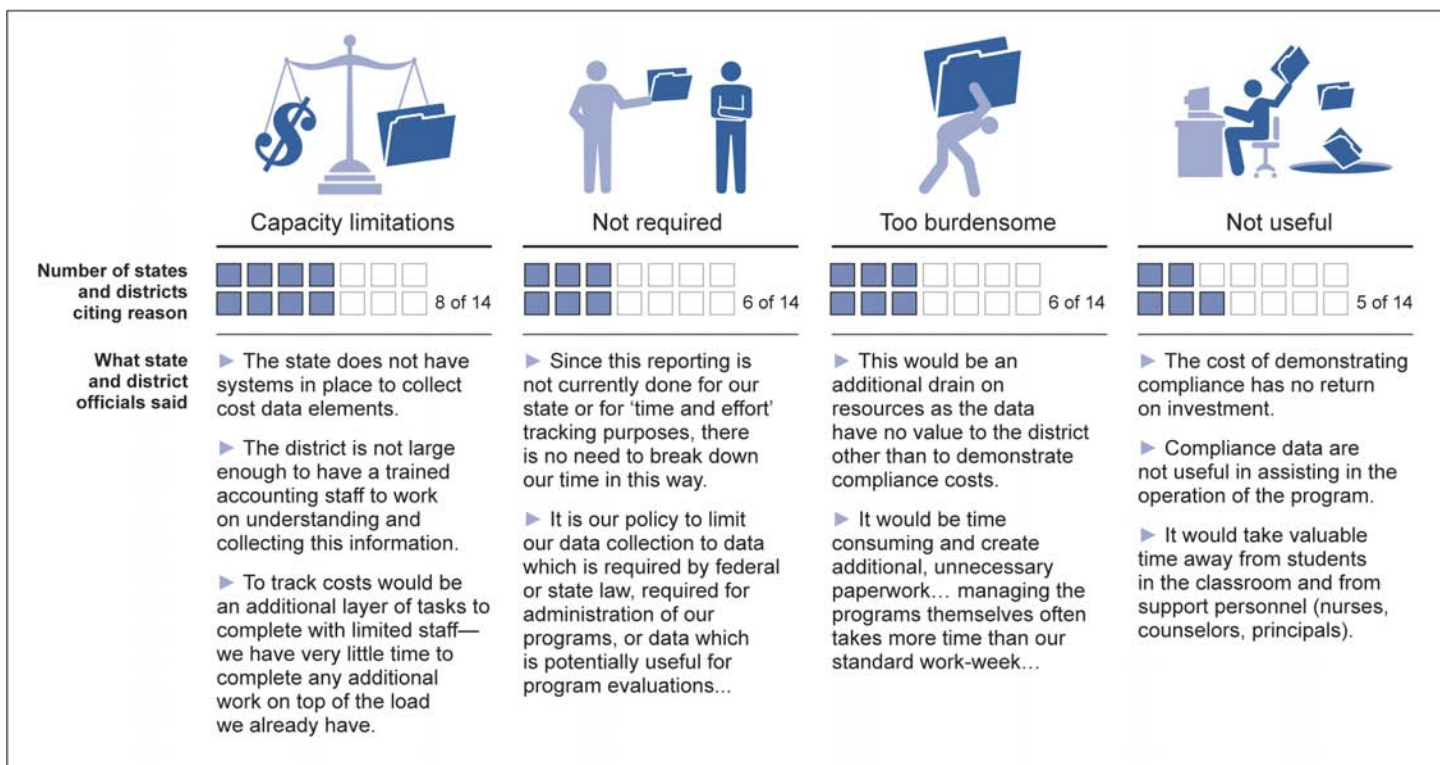 $
Capacity limitations
Not required
Too burdensome
Not useful
Number of states
and districts
citing reason
8 of 14
6 of 14
6 of 14
5 of 14
What state
and district
officials said
► The state does not have
systems in place to collect
cost data elements.
► The district is not large
enough to have a trained
accounting staff to work
on understanding and
collecting this information.
► To track costs would be
an additional layer of tasks to
complete with limited staff—
we have very little time to
complete any additional
work on top of the load
we already have.
► Since this reporting is
not currently done for our
state or for ‘time and effort’
tracking purposes, there
is no need to break down
our time in this way.
► It is our policy to limit
our data collection to data
which is required by federal
or state law, required for
administration of our
programs, or data which
is potentially useful for
program evaluations...
► This would be an
additional drain on
resources as the data
have no value to the district
other than to demonstrate
compliance costs.
► It would be time
consuming and create
additional, unnecessary
paperwork… managing the
programs themselves often
takes more time than our
standard work-week…
► The cost of demonstrating
compliance has no return
on investment.
► Compliance data are
not useful in assisting in the
operation of the program.
► It would take valuable
time away from students
in the classroom and from
support personnel (nurses,
counselors, principals).